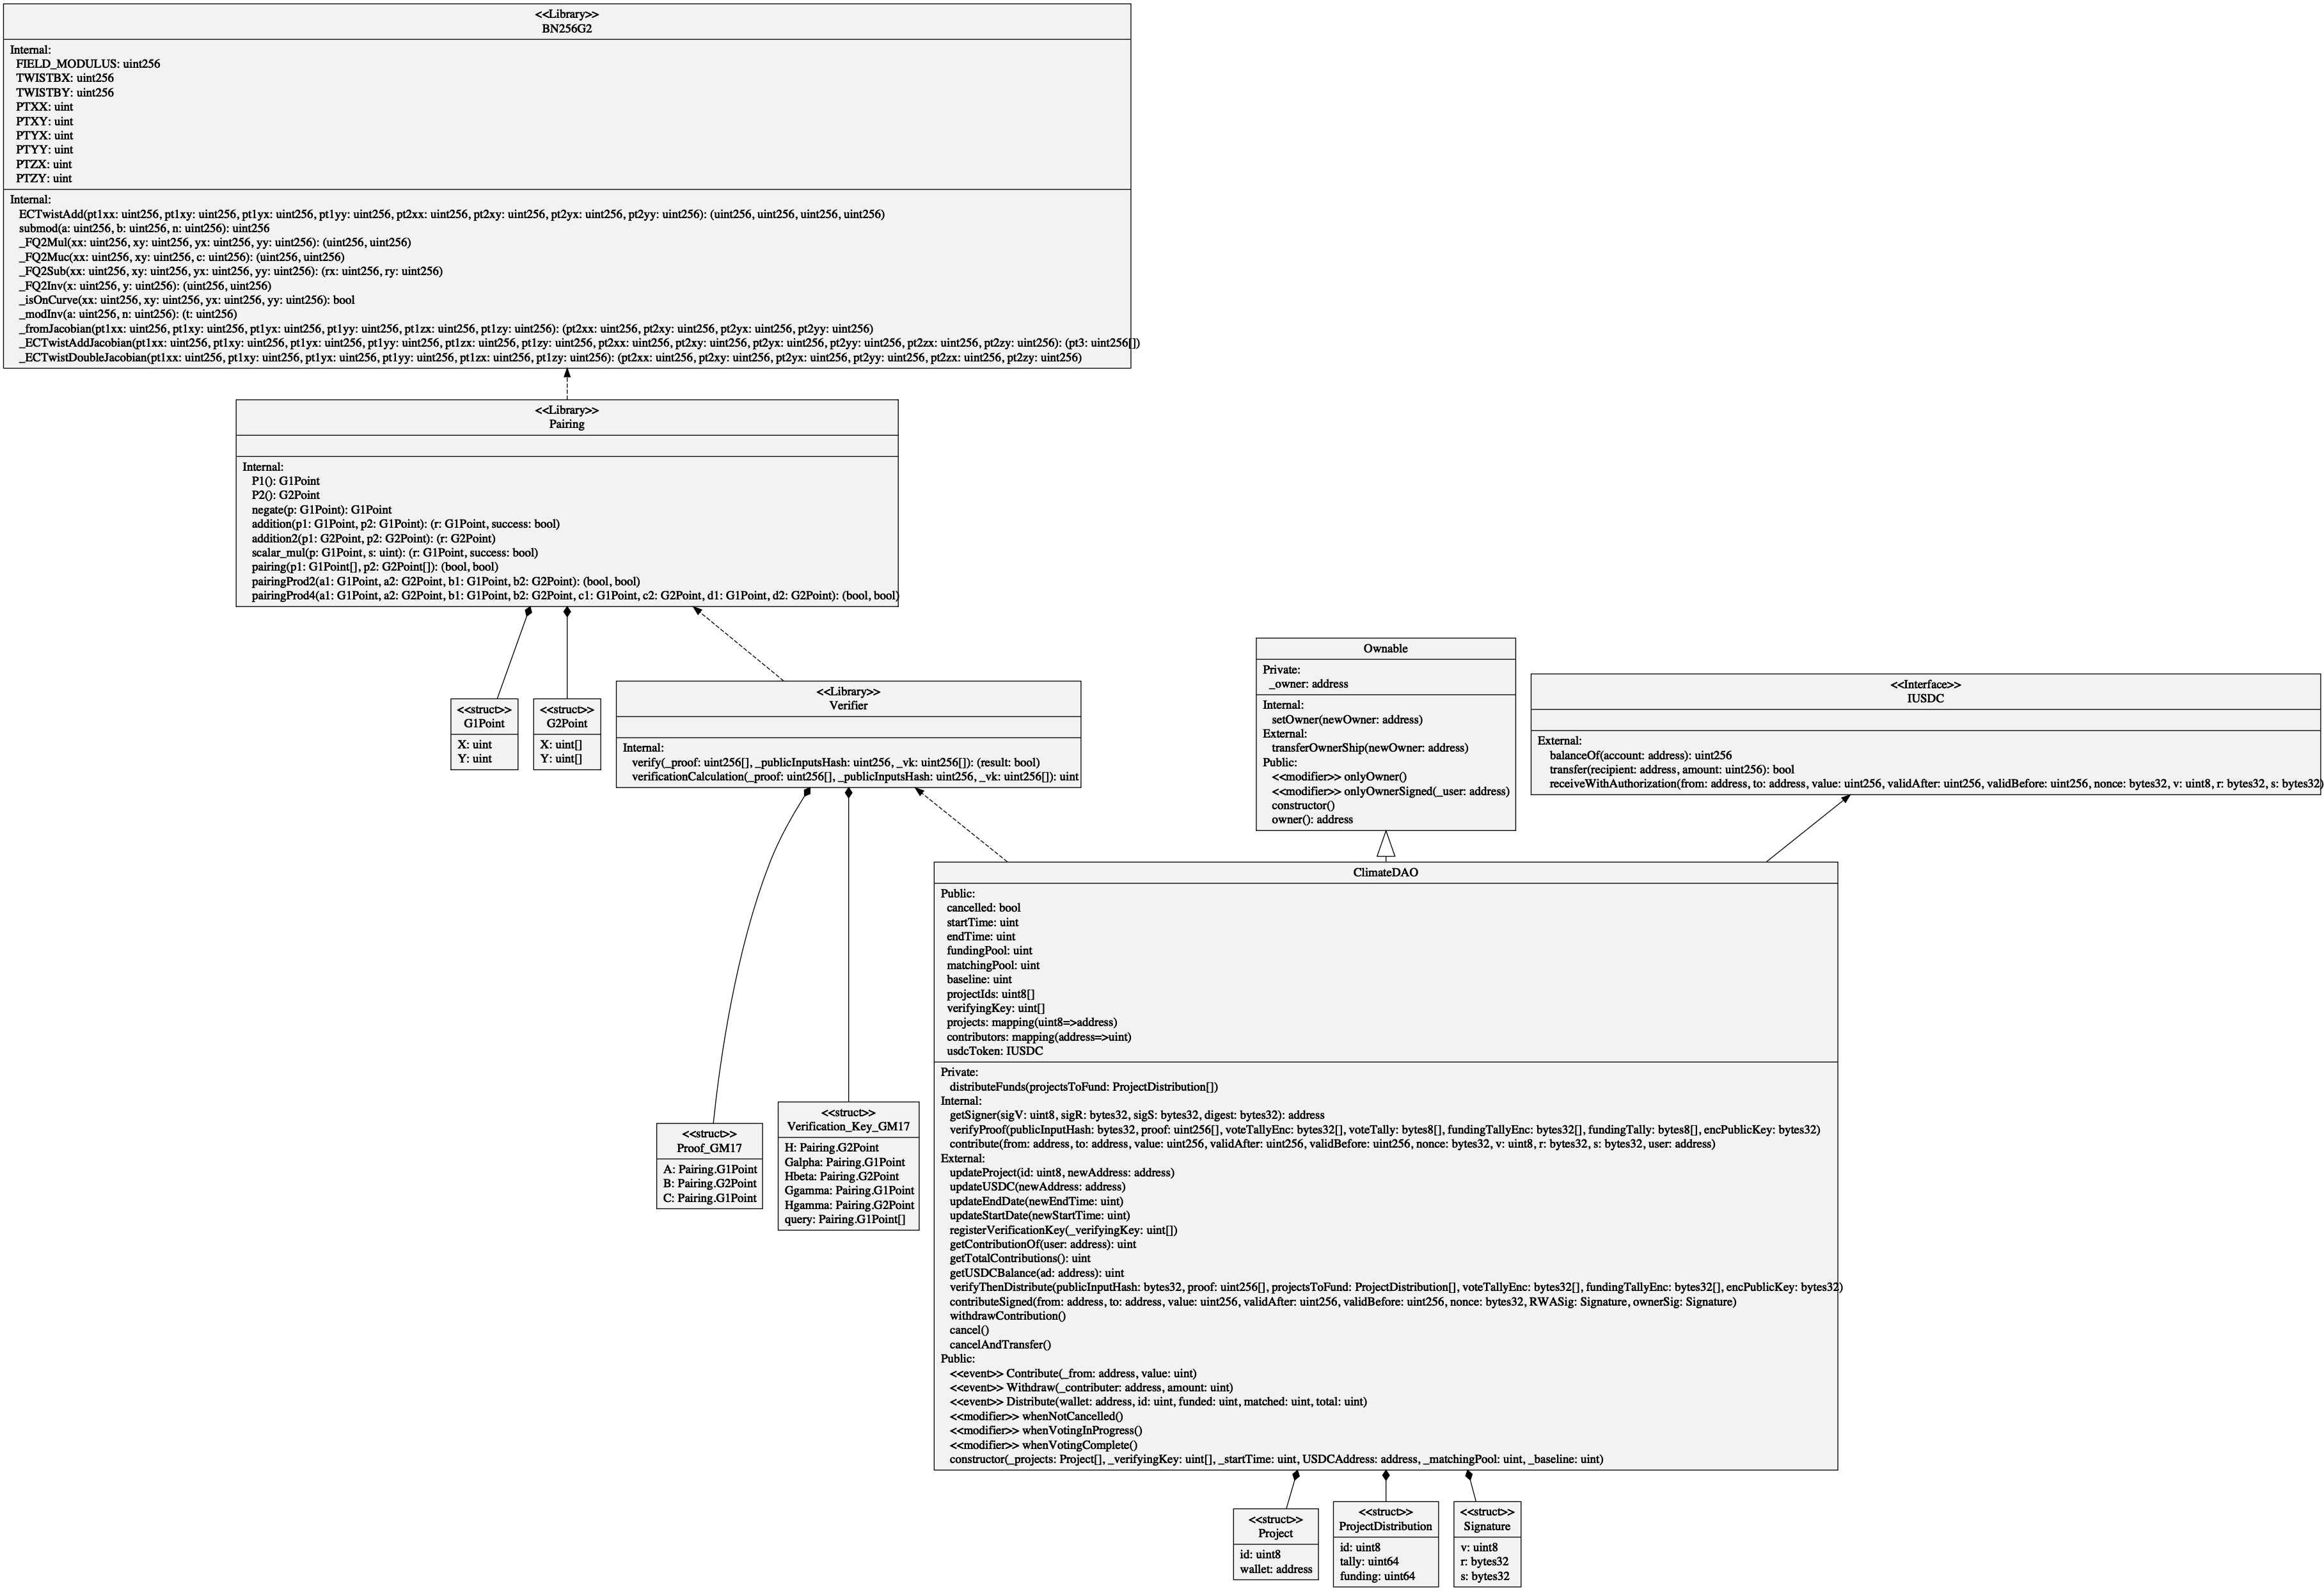 <<Library>>
BN256G2
Internal:
FIELD_MODULUS: uint256
TWISTBX: uint256
TWISTBY: uint256
PTXX: uint
PTXY: uint
PTYX: uint
PTYY: uint
PTZX: uint
PTZY: uint
Internal:
ECTwistAdd(pt1xx: uint256, pt1xy: uint256, pt1yx: uint256, pt1yy: uint256, pt2xx: uint256, pt2xy: uint256, pt2yx: uint256, pt2yy: uint256): (uint256, uint256, uint256, uint256)
submod(a: uint256, b: uint256, n: uint256): uint256
_FQ2Mul(xx: uint256, xy: uint256, yx: uint256, yy: uint256): (uint256, uint256)
_FQ2Muc(xx: uint256, xy: uint256, c: uint256): (uint256, uint256)
_FQ2Sub(xx: uint256, xy: uint256, yx: uint256, yy: uint256): (rx: uint256, ry: uint256)
_FQ2Inv(x: uint256, y: uint256): (uint256, uint256)
_isOnCurve(xx: uint256, xy: uint256, yx: uint256, yy: uint256): bool
_modInv(a: uint256, n: uint256): (t: uint256)
_fromJacobian(pt1xx: uint256, pt1xy: uint256, pt1yx: uint256, pt1yy: uint256, pt1zx: uint256, pt1zy: uint256): (pt2xx: uint256, pt2xy: uint256, pt2yx: uint256, pt2yy: uint256)
_ECTwistAddJacobian(pt1xx: uint256, pt1xy: uint256, pt1yx: uint256, pt1yy: uint256, pt1zx: uint256, pt1zy: uint256, pt2xx: uint256, pt2xy: uint256, pt2yx: uint256, pt2yy: uint256, pt2zx: uint256, pt2zy: uint256): (pt3: uint256[])
_ECTwistDoubleJacobian(pt1xx: uint256, pt1xy: uint256, pt1yx: uint256, pt1yy: uint256, pt1zx: uint256, pt1zy: uint256): (pt2xx: uint256, pt2xy: uint256, pt2yx: uint256, pt2yy: uint256, pt2zx: uint256, pt2zy: uint256)
<<Library>>
Pairing
Internal:
P1(): G1Point
P2(): G2Point
negate(p: G1Point): G1Point
addition(p1: G1Point, p2: G1Point): (r: G1Point, success: bool)
addition2(p1: G2Point, p2: G2Point): (r: G2Point)
scalar_mul(p: G1Point, s: uint): (r: G1Point, success: bool)
pairing(p1: G1Point[], p2: G2Point[]): (bool, bool)
pairingProd2(a1: G1Point, a2: G2Point, b1: G1Point, b2: G2Point): (bool, bool)
pairingProd4(a1: G1Point, a2: G2Point, b1: G1Point, b2: G2Point, c1: G1Point, c2: G2Point, d1: G1Point, d2: G2Point): (bool, bool)
<<struct>>
G1Point
X: uint
Y: uint
<<struct>>
G2Point
X: uint[]
Y: uint[]
<<Library>>
Verifier
Internal:
verify(_proof: uint256[], _publicInputsHash: uint256, _vk: uint256[]): (result: bool)
verificationCalculation(_proof: uint256[], _publicInputsHash: uint256, _vk: uint256[]): uint
Ownable
Private:
_owner: address
Internal:
setOwner(newOwner: address)
External:
transferOwnerShip(newOwner: address)
Public:
<<modifier>> onlyOwner()
<<modifier>> onlyOwnerSigned(_user: address)
constructor()
owner(): address
<<Interface>>
IUSDC
External:
balanceOf(account: address): uint256
transfer(recipient: address, amount: uint256): bool
receiveWithAuthorization(from: address, to: address, value: uint256, validAfter: uint256, validBefore: uint256, nonce: bytes32, v: uint8, r: bytes32, s: bytes32)
ClimateDAO
Public:
cancelled: bool
startTime: uint
endTime: uint
fundingPool: uint
matchingPool: uint
baseline: uint
projectIds: uint8[]
verifyingKey: uint[]
projects: mapping(uint8=>address)
contributors: mapping(address=>uint)
usdcToken: IUSDC
Private:
distributeFunds(projectsToFund: ProjectDistribution[])
Internal:
getSigner(sigV: uint8, sigR: bytes32, sigS: bytes32, digest: bytes32): address
verifyProof(publicInputHash: bytes32, proof: uint256[], voteTallyEnc: bytes32[], voteTally: bytes8[], fundingTallyEnc: bytes32[], fundingTally: bytes8[], encPublicKey: bytes32)
contribute(from: address, to: address, value: uint256, validAfter: uint256, validBefore: uint256, nonce: bytes32, v: uint8, r: bytes32, s: bytes32, user: address)
External:
updateProject(id: uint8, newAddress: address)
updateUSDC(newAddress: address)
updateEndDate(newEndTime: uint)
updateStartDate(newStartTime: uint)
registerVerificationKey(_verifyingKey: uint[])
getContributionOf(user: address): uint
getTotalContributions(): uint
getUSDCBalance(ad: address): uint
verifyThenDistribute(publicInputHash: bytes32, proof: uint256[], projectsToFund: ProjectDistribution[], voteTallyEnc: bytes32[], fundingTallyEnc: bytes32[], encPublicKey: bytes32)
contributeSigned(from: address, to: address, value: uint256, validAfter: uint256, validBefore: uint256, nonce: bytes32, RWASig: Signature, ownerSig: Signature)
withdrawContribution()
cancel()
cancelAndTransfer()
Public:
<<event>> Contribute(_from: address, value: uint)
<<event>> Withdraw(_contributer: address, amount: uint)
<<event>> Distribute(wallet: address, id: uint, funded: uint, matched: uint, total: uint)
<<modifier>> whenNotCancelled()
<<modifier>> whenVotingInProgress()
<<modifier>> whenVotingComplete()
constructor(_projects: Project[], _verifyingKey: uint[], _startTime: uint, USDCAddress: address, _matchingPool: uint, _baseline: uint)
<<struct>>
Proof_GM17
A: Pairing.G1Point
B: Pairing.G2Point
C: Pairing.G1Point
<<struct>>
Verification_Key_GM17
H: Pairing.G2Point
Galpha: Pairing.G1Point
Hbeta: Pairing.G2Point
Ggamma: Pairing.G1Point
Hgamma: Pairing.G2Point
query: Pairing.G1Point[]
<<struct>>
Project
id: uint8
wallet: address
<<struct>>
ProjectDistribution
id: uint8
tally: uint64
funding: uint64
<<struct>>
Signature
v: uint8
r: bytes32
s: bytes32